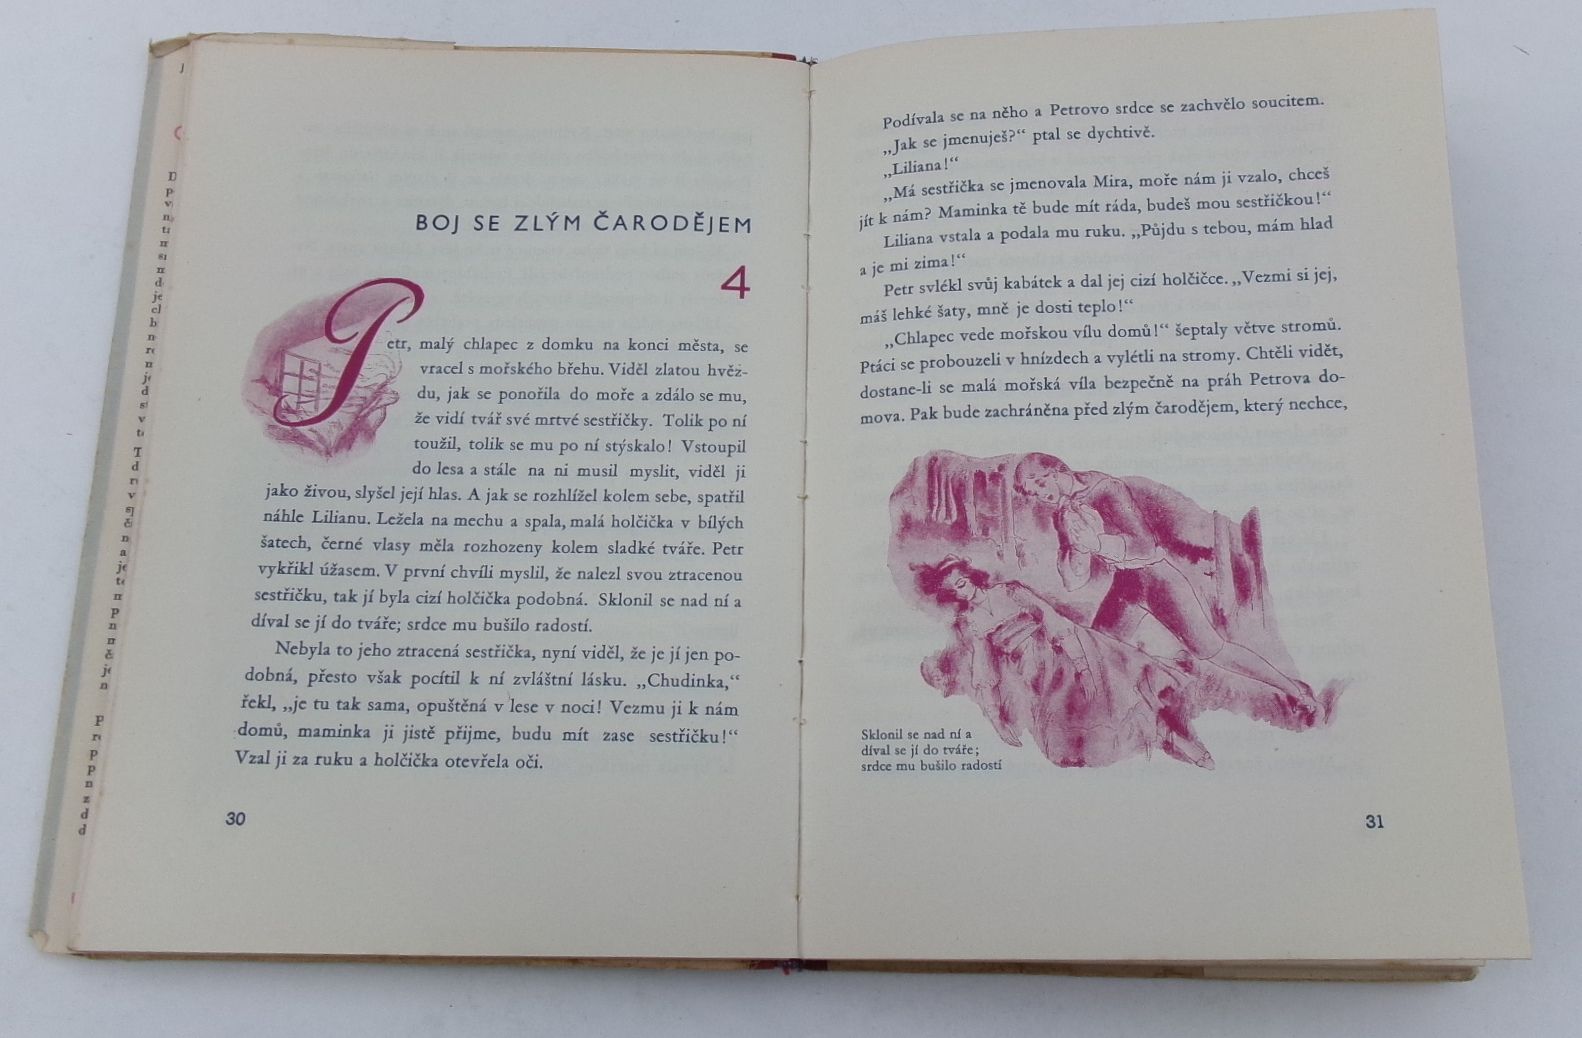 BOJ SE ZLÝM ČARODĚJEM
4
Petr, malý chlapec z domku na konci města, se
vracel s mořského břehu. Viděl zlatou hvěz-
du, jak se ponořila do moře a zdálo se mu,
že vidí tvář své mrtvé sestřičky. Tolik po ní
toužil, tolik se mu po ní stýskalo! Vstoupil
do lesa a stále na ni musil myslit, viděl ji
jako živou, slyšel její hlas. A jak se rozhlížel kolem sebe, spatřil
náhle Lilianu. Ležela na mechu a spala, malá holčička v bílých
šatech, černé vlasy měla rozhozeny kolem sladké tváře. Petr
vykřikl úžasem. V první chvíli myslil, že nalezl svou ztracenou
sestřičku, tak jí byla cizí holčička podobná. Sklonil se nad ní a
díval se jí do tváře; srdce mu bušilo radostí.
Nebyla to jeho ztracená sestřička, nyní viděl, že je jí jen po-
dobná, přesto však pocítil k ní zvláštní lásku. „Chudinka,“
řekl, „je tu tak sama, opuštěná v lese v noci! Vezmu ji k nám
domů, maminka ji jistě přijme, budu mít zase sestřičku!“
Vzal ji za ruku a holčička otevřela oči.
30
Podívala se na něho a Petrovo srdce se zachvělo soucitem.
„Jak se jmenuješ?“ ptal se dychtivě.
„Liliana!“
„Má sestřička se jmenovala Mira, moře nám ji vzalo, chceš
jít k nám? Maminka tě bude mít ráda, budeš mou sestřičkou!“
Liliana vstala a podala mu ruku. „Půjdu s tebou, mám hlad
a je mi zima!“
Petr svlékl svůj kabátek a dal jej cizí holčičce. „Vezmi si jej,
máš lehké šaty, mně je dosti teplo!“
„Chlapec vede mořskou vílu domů!“ šeptaly větve stromů.
Ptáci se probouzeli v hnízdech a vylétli na stromy. Chtěli vidět,
dostane-li se malá mořská víla bezpečně na práh Petrova do-
mova. Pak bude zachráněna před zlým čarodějem, který nechce,
Sklonil se nad ní a
díval se jí do tváře;
srdce mu bušilo radostí
31